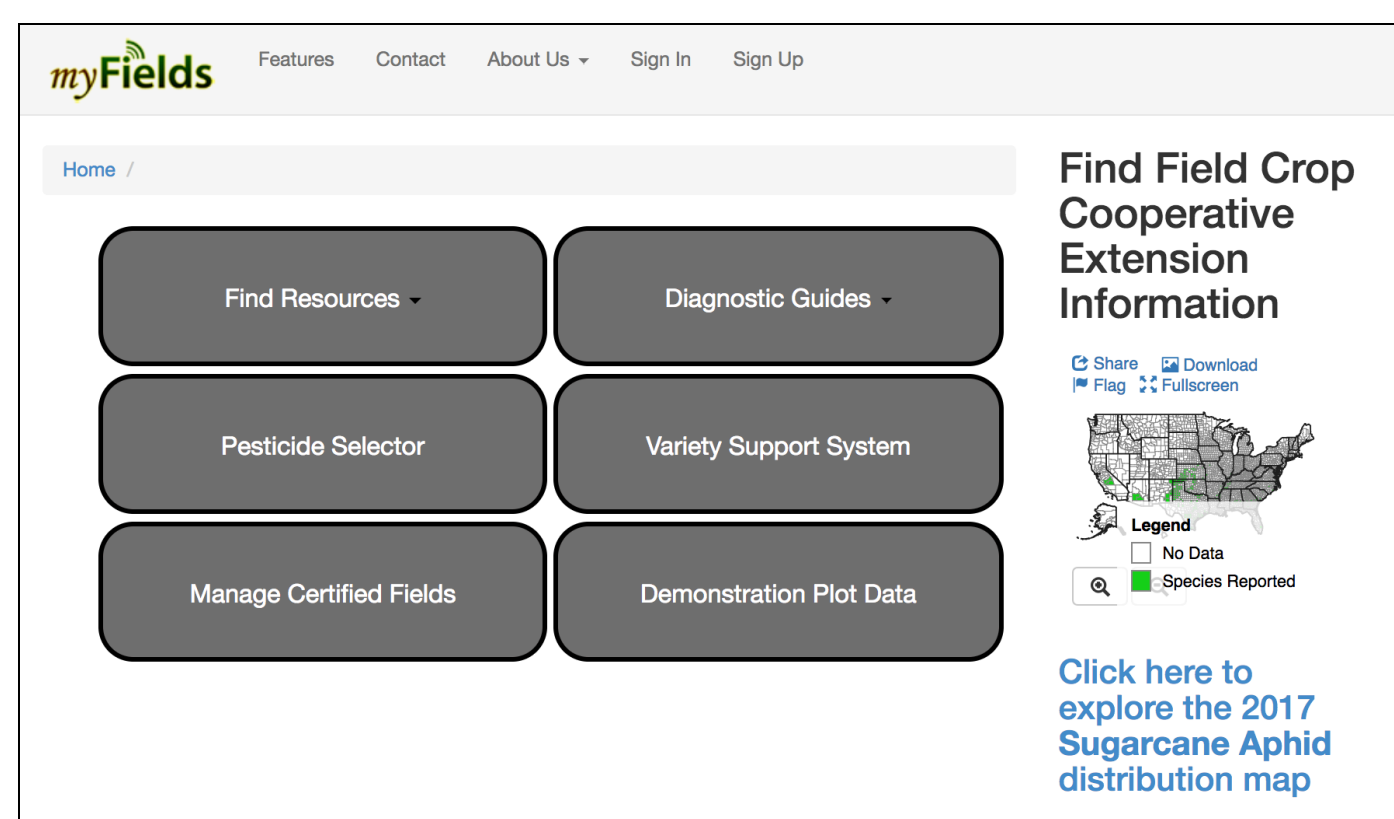 myFields
Features Contact About Us Sign In Sign Up
Home /
Find Resources
Diagnostic Guides
Pesticide Selector
Variety Support System
Manage Certified Fields
Demonstration Plot Data
Find Field Crop
Cooperative
Extension
Information
Share Download
Flag Fullscreen
Legend
No Data
Species Reported
Click here to
explore the 2017
Sugarcane Aphid
distribution map